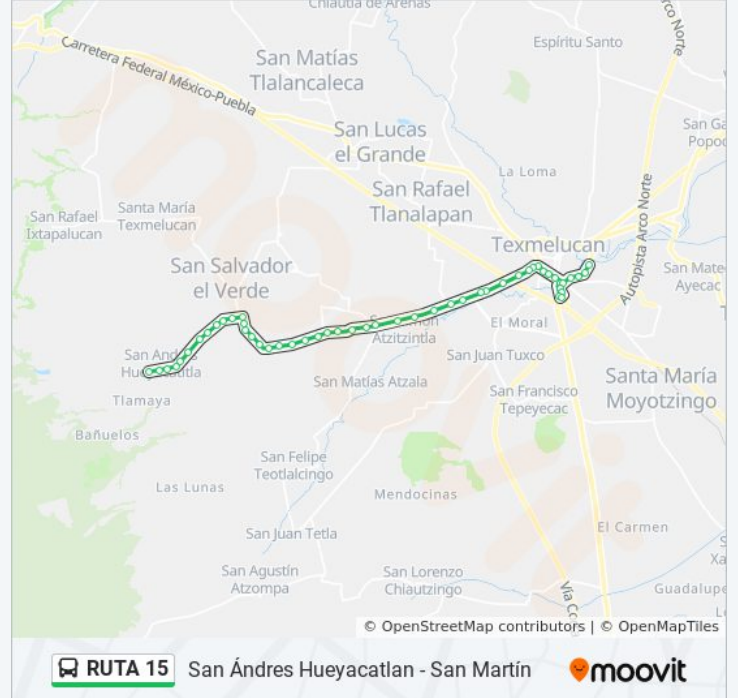 Chiautla de Arenas
Arco Norte
Carretera Federal México-Puebla
Espíritu Santo
San Matías
Tlalancaleca
San Lucas
el Grande
La Loma
San Rafael
Tlanalapan
San Rafael
Ixtapalucan
Santa María
Texmelucan
Texmelucan
Autopista Arco Norte
San Salvador
el Verde
Atzitzintla
El Moral
San Juan Tuxco
San Matías Atzala
San Francisco
Tepeyecac
Santa María
Moyotzingo
Tlamaya
Bañuelos
San Felipe
Teotlalcingo
Las Lunas
Mendocinas
El Carmen
San Juan Tetla
San Agustín
Atzompa
San Lorenzo
Chiautzingo
© OpenStreetMap contributors | © OpenMapTiles
RUTA 15 San Ándres Hueyacatlan - San Martín moovit